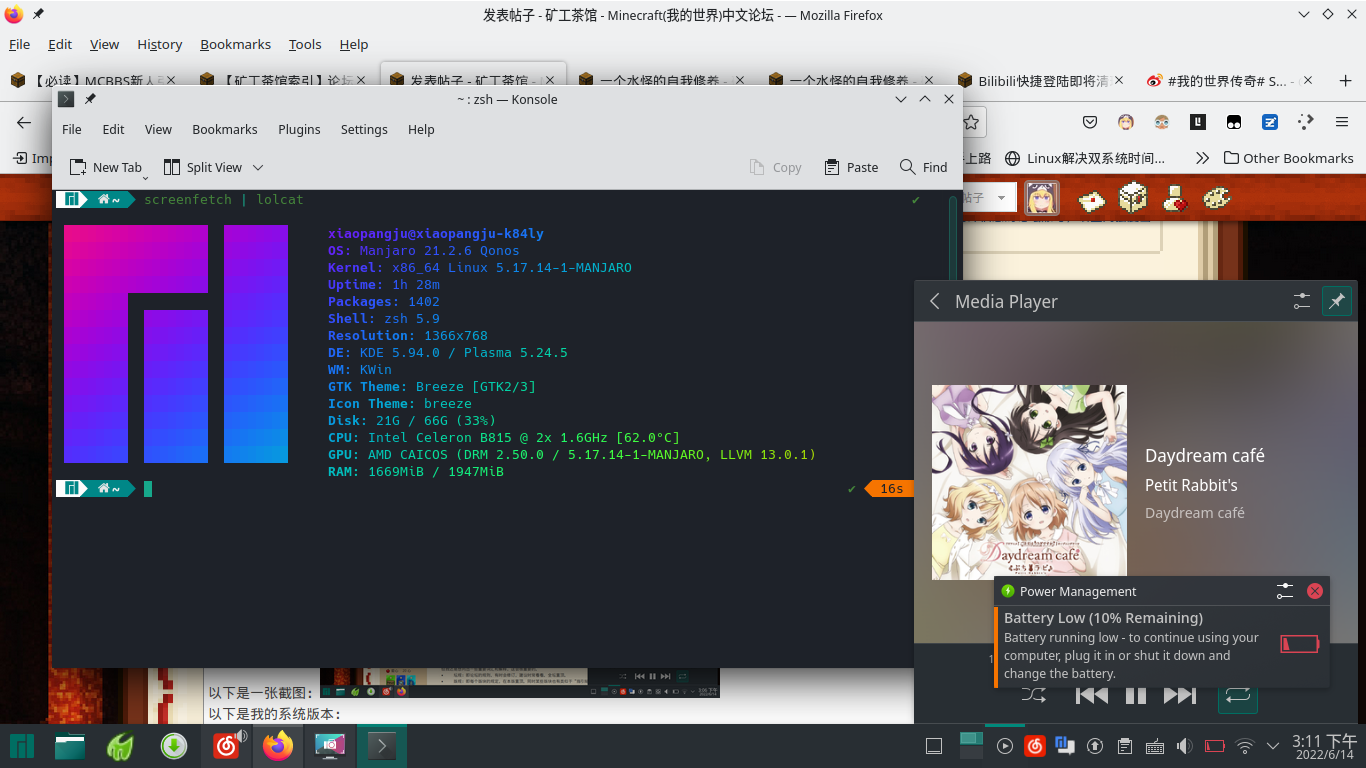 发表帖子 - 矿工茶馆 - Minecraft(我的世界)中文论坛 - — Mozilla Firefox
File Edit View History Bookmarks Tools Help
【必读】MCBBS新人
【矿工茶馆索引】论坛
发表帖子 - 矿工茶馆 -
一个水怪的自我修养 -
一个水怪的自我修养 -
Bilibili快捷登陆即将清
#我的世界传奇# S... -
~ : zsh — Konsole
File Edit View Bookmarks Plugins Settings Help
New Tab Split View Copy Paste Find
上路 Linux解决双系统时间... Other Bookmarks
帖子
~ screenfetch | lolcat ✔
xiaopangju@xiaopangju-k84ly
OS: Manjaro 21.2.6 Qonos
Kernel: x86_64 Linux 5.17.14-1-MANJARO
Uptime: 1h 28m
Packages: 1402
Shell: zsh 5.9
Resolution: 1366x768
DE: KDE 5.94.0 / Plasma 5.24.5
WM: KWin
GTK Theme: Breeze [GTK2/3]
Icon Theme: breeze
Disk: 21G / 66G (33%)
CPU: Intel Celeron B815 @ 2x 1.6GHz [62.0°C]
GPU: AMD CAICOS (DRM 2.50.0 / 5.17.14-1-MANJARO, LLVM 13.0.1)
RAM: 1669MiB / 1947MiB
~ ✔ 16s
Media Player
Daydream café
Daydream café
Petit Rabbit's
Daydream café
Power Management
Battery Low (10% Remaining)
Battery running low - to continue using your
computer, plug it in or shut it down and
change the battery.
以下是一张截图:
以下是我的系统版本:
3:11 下午
2022/6/14